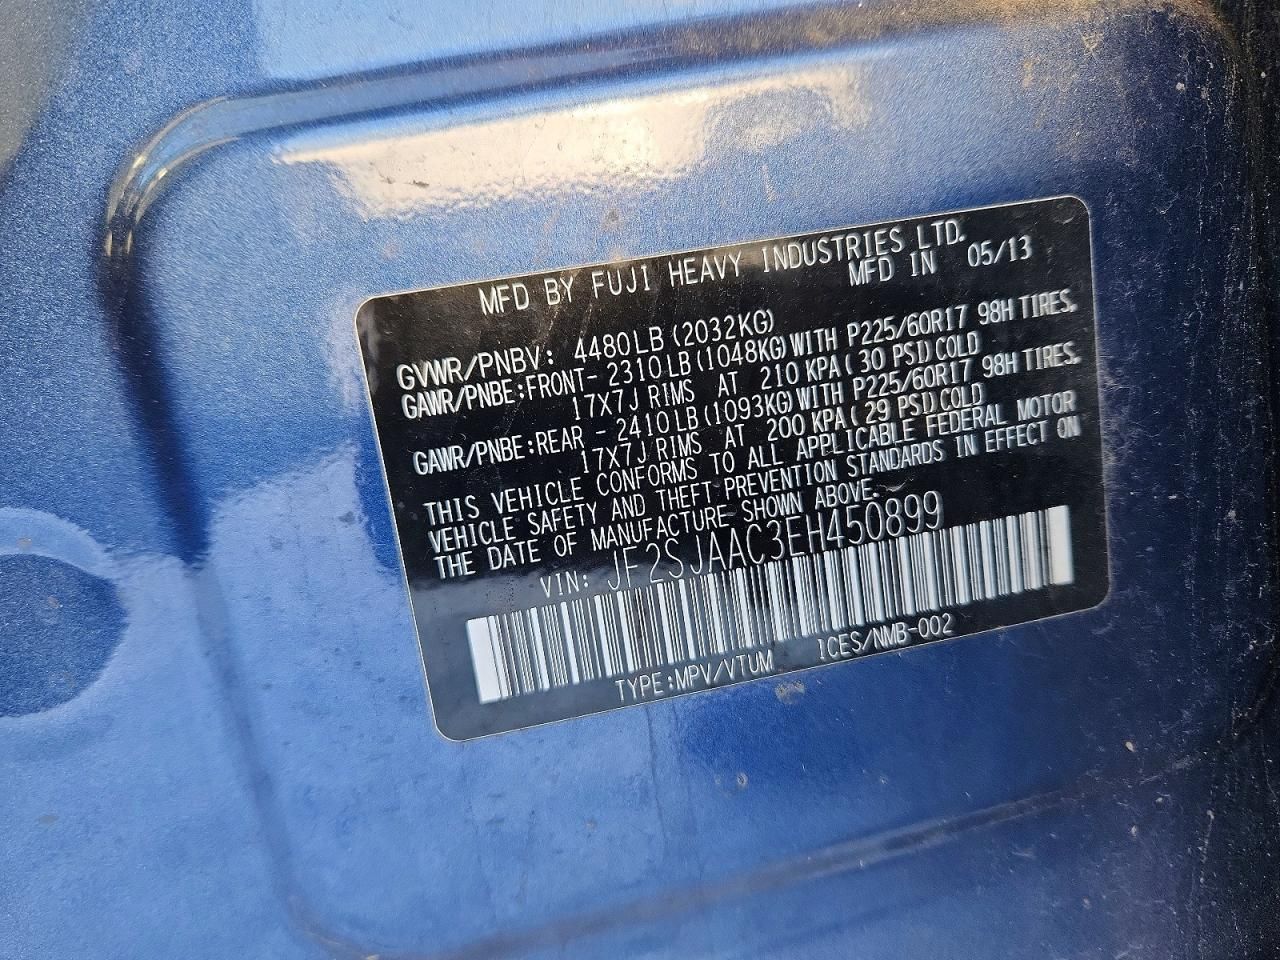 MFD BY FUJI HEAVY INDUSTRIES LTD.
MFD IN 05/13
GVWR/PNBV: 4480LB(2032KG)
GAWR/PNBE:FRONT- 2310LB(1048KG)WITH P225/60R17 98H TIRES,
17X7J RIMS AT 210 KPA(30 PSI)COLD
GAWR/PNBE:REAR - 2410LB(1093KG)WITH P225/60R17 98H TIRES,
17X7J RIMS AT 200 KPA(29 PSI)COLD
THIS VEHICLE CONFORMS TO ALL APPLICABLE FEDERAL MOTOR
VEHICLE SAFETY AND THEFT PREVENTION STANDARDS IN EFFECT ON
THE DATE OF MANUFACTURE SHOWN ABOVE.
VIN: JF2SJAAC3EH450899
TYPE:MPV/VTUM ICES/NMB-002